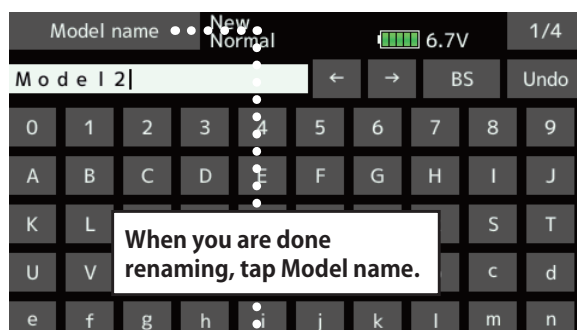 Model name New Normal 6.7V 1/4
Model2 ← → BS Undo
0 1 2 3 4 5 6 7 8 9
A B C D E F G H I J
K L S T
When you are done
renaming, tap Model name.
U V c d
e f g h i j k l m n